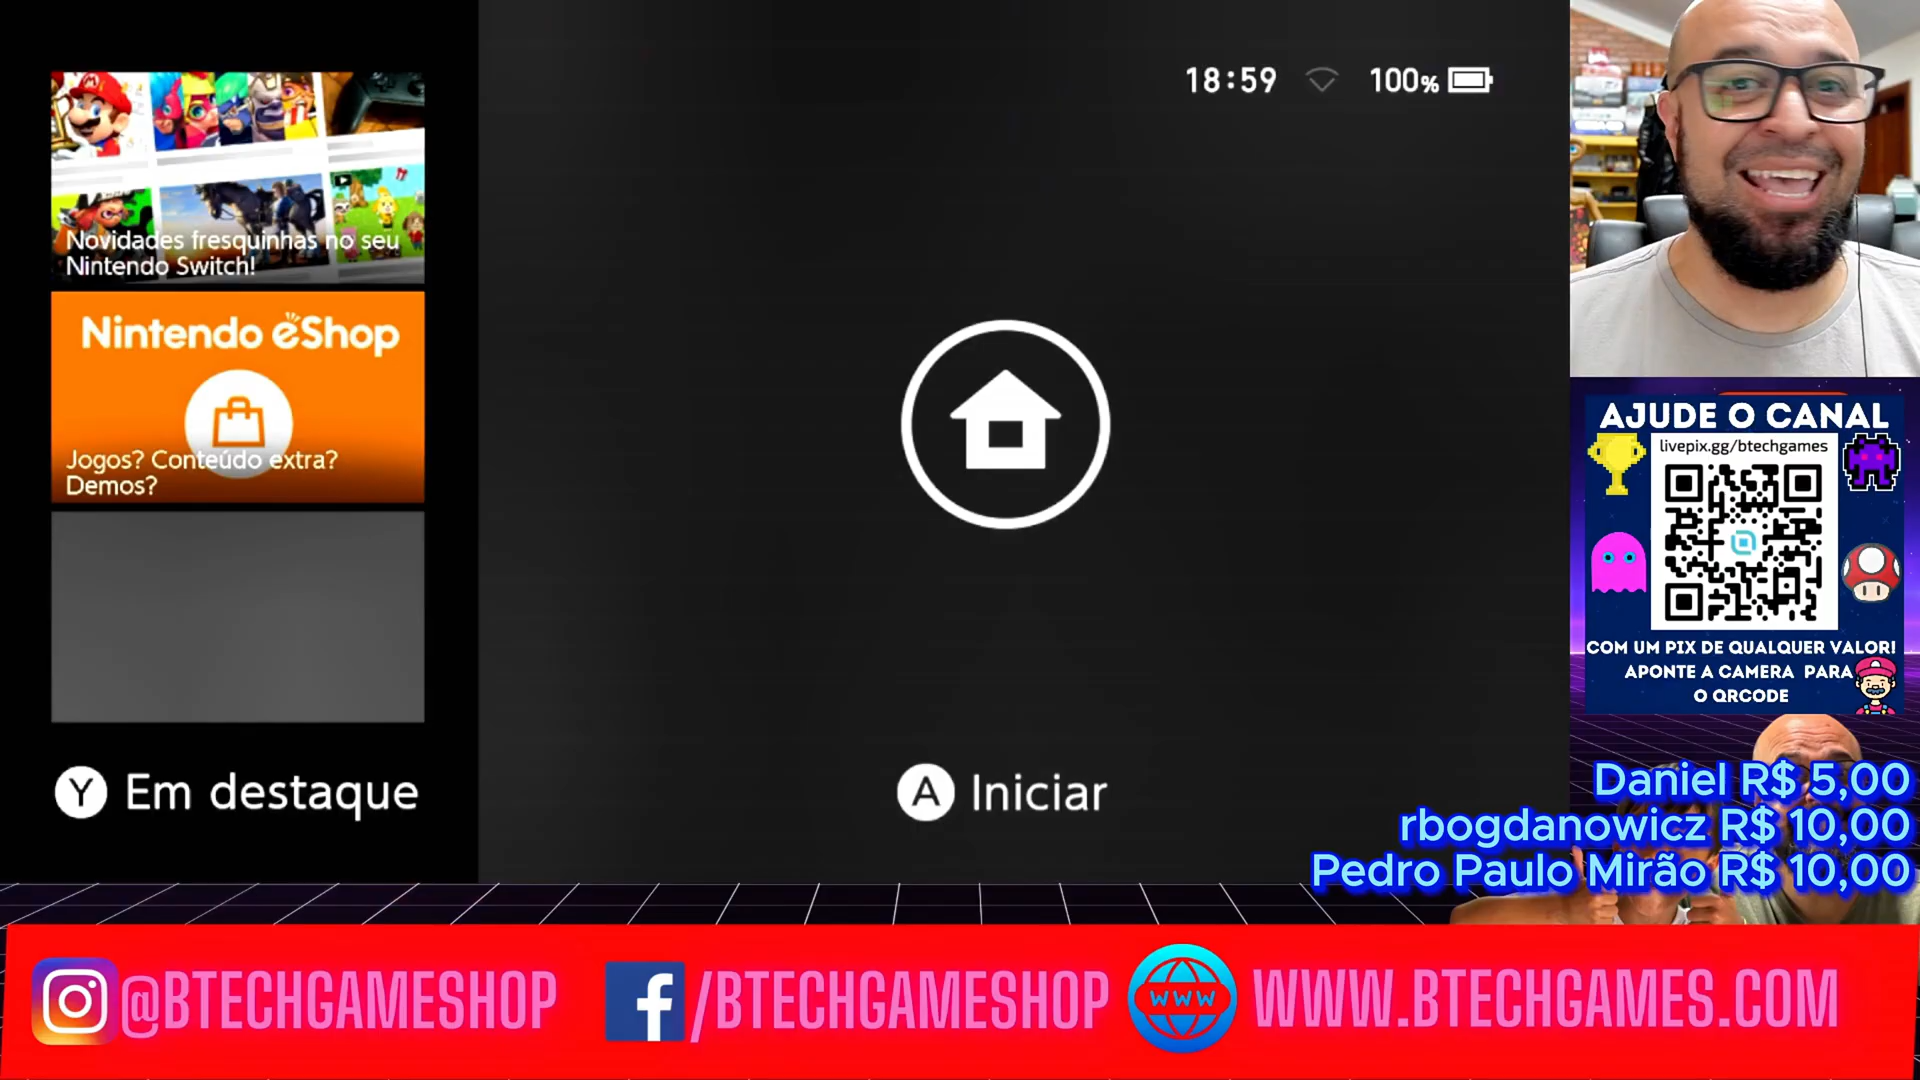 18:59 100%
Novidades fresquinhas no seu
Nintendo Switch!
Nintendo eShop
Jogos? Conteúdo extra?
Demos?
Y Em destaque
A Iniciar
AJUDE O CANAL
livepix.gg/btechgames
COM UM PIX DE QUALQUER VALOR!
APONTE A CAMERA PARA
O QRCODE
Daniel R$ 5,00
rbogdanowicz R$ 10,00
Pedro Paulo Mirão R$ 10,00
@BTECHGAMESHOP
f /BTECHGAMESHOP
WWW WWW.BTECHGAMES.COM